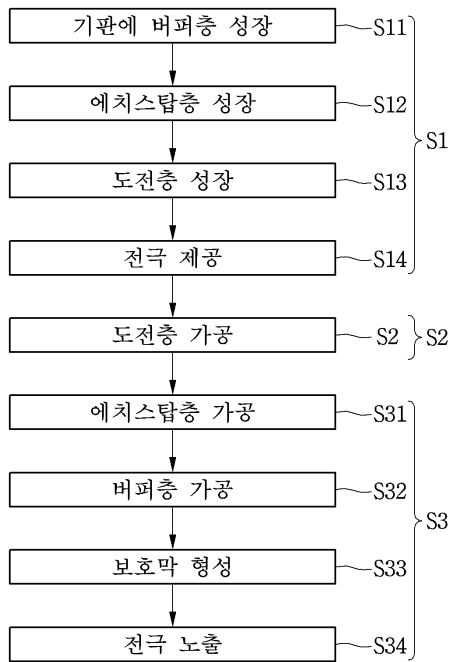 기판에 버퍼층 성장 S11
에치스탑층 성장 S12
S1
도전층 성장 S13
전극 제공 S14
도전층 가공 S2 S2
에치스탑층 가공 S31
버퍼층 가공 S32
S3
보호막 형성 S33
전극 노출 S34